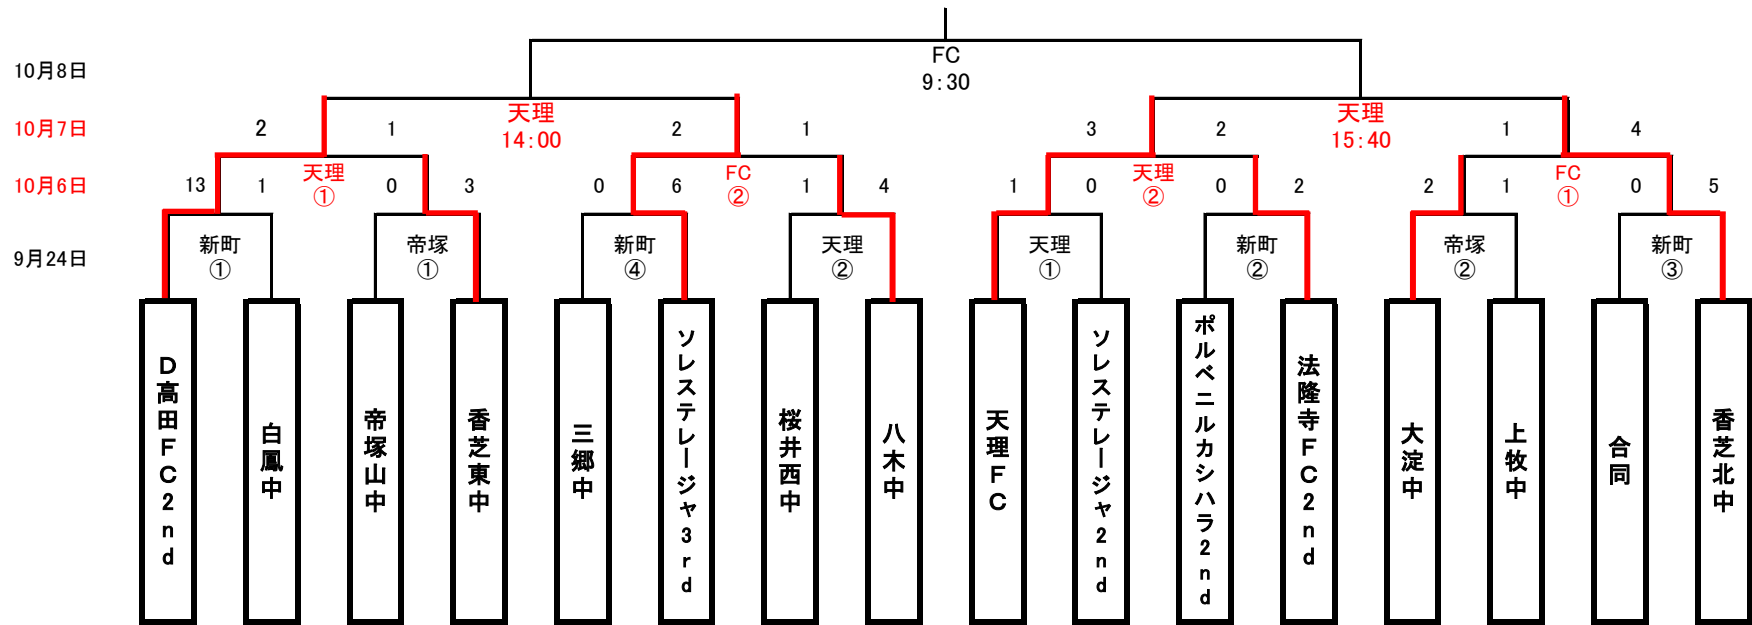 FC
10月8日
9:30
天理
10月7日
2
1
2
1
3
2
天理
1
4
14:00
15:40
10月6日
13
1
天理
①
0
3
0
6
FC
②
1
4
1
0
天理
②
0
2
2
1
FC
①
0
5
9月24日
新町
①
帝塚
①
新町
④
天理
②
天理
①
新町
②
帝塚
②
新町
③
D高田FC2nd
白鳳中
帝塚山中
香芝東中
三郷中
ソレステレージャ3rd
桜井西中
八木中
天理FC
ソレステレージャ2nd
ポルベニルカシハラ2nd
法隆寺FC2nd
大淀中
上牧中
合同
香芝北中